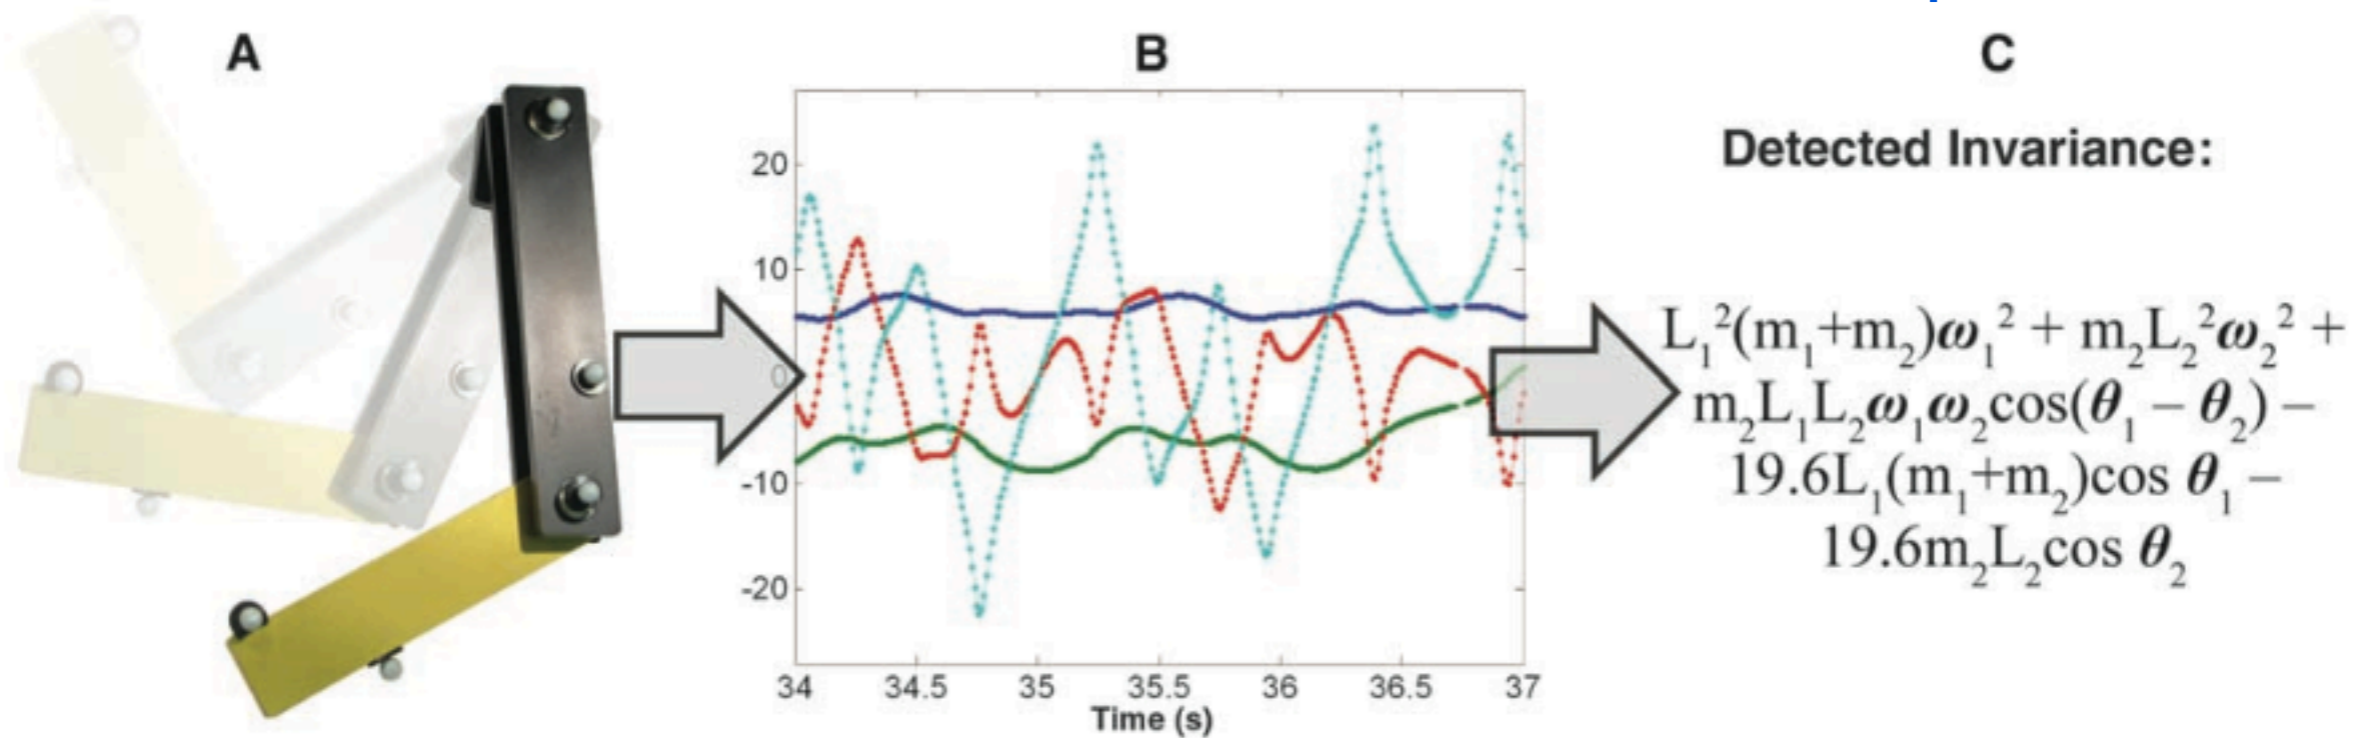 A
B
C
20
10
0
-10
-20
34 34.5 35 35.5 36 36.5 37
Time (s)
Detected Invariance:
L₁²(m₁+m₂)ω₁² + m₂L₂²ω₂² +
m₂L₁L₂ω₁ω₂cos(θ₁ − θ₂) −
19.6L₁(m₁+m₂)cos θ₁ −
19.6m₂L₂cos θ₂